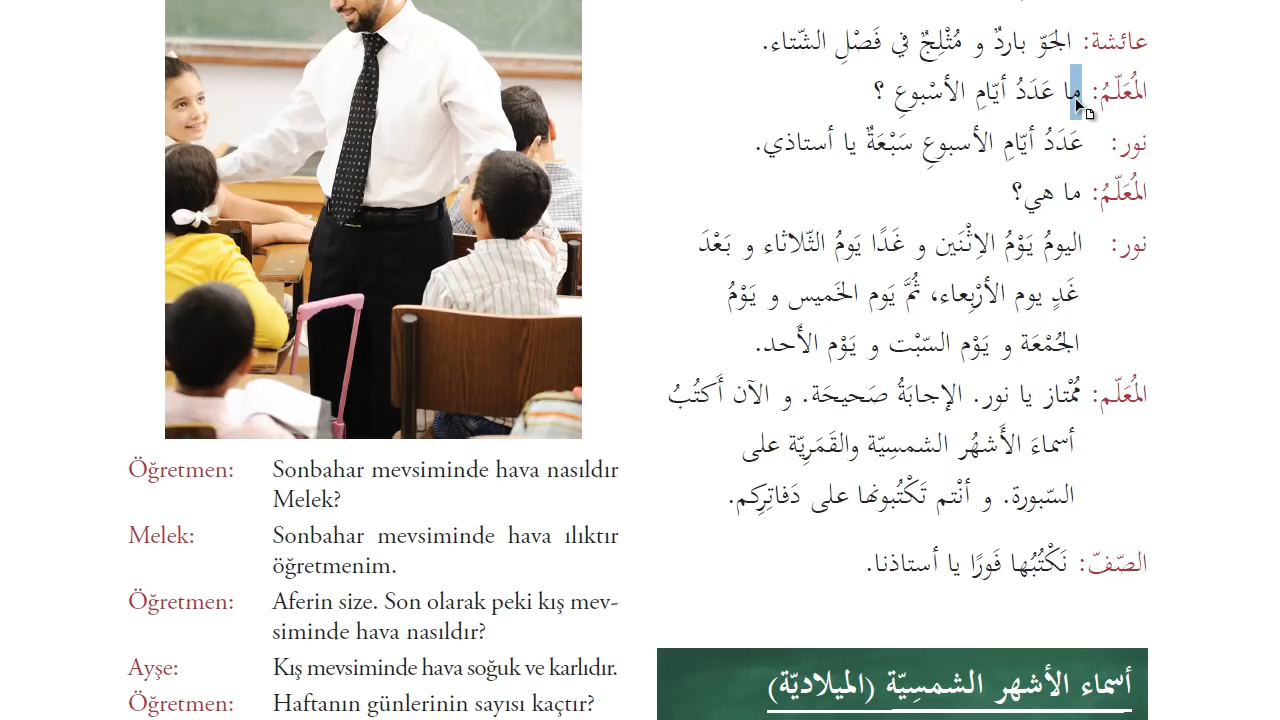 عائشة: الجَوّ باردٌ و مُثْلِجٌ في فَصْلِ الشّتاء.
المُعَلّمُ: ما عَدَدُ أيّامِ الأسْبوعِ ؟
نور: عَدَدُ أيّامِ الأسبوعِ سَبْعَةٌ يا أستاذي.
المُعَلّمُ: ما هي؟
نور: اليومُ يَوْمُ الاِثْنَين و غَدًا يَومُ الثّلاثاء و بَعْدَ
غَدٍ يوم الأرْبِعاء، ثُمَّ يَوم الخَميس و يَوْمُ
الجُمْعَة و يَوْم السّبْت و يَوْم الأَحد.
المُعَلّم: مُمْتاز يا نور. الإجابَةُ صَحيحَة. و الآن أَكتُبُ
أسماءَ الأَشهُر الشمسِيّة والقَمَرِيّة على
السّبورة. و أنْتم تَكْتُبونها على دَفاتِرِكم.
الصّفّ: نَكْتُبُها فَورًا يا أستاذنا.
أسماء الأشهر الشمسِيّة (الميلاديّة)
Öğretmen: Sonbahar mevsiminde hava nasıldır
Melek?
Melek: Sonbahar mevsiminde hava ılıktır
öğretmenim.
Öğretmen: Aferin size. Son olarak peki kış mev-
siminde hava nasıldır?
Ayşe: Kış mevsiminde hava soğuk ve karlıdır.
Öğretmen: Haftanın günlerinin sayısı kaçtır?